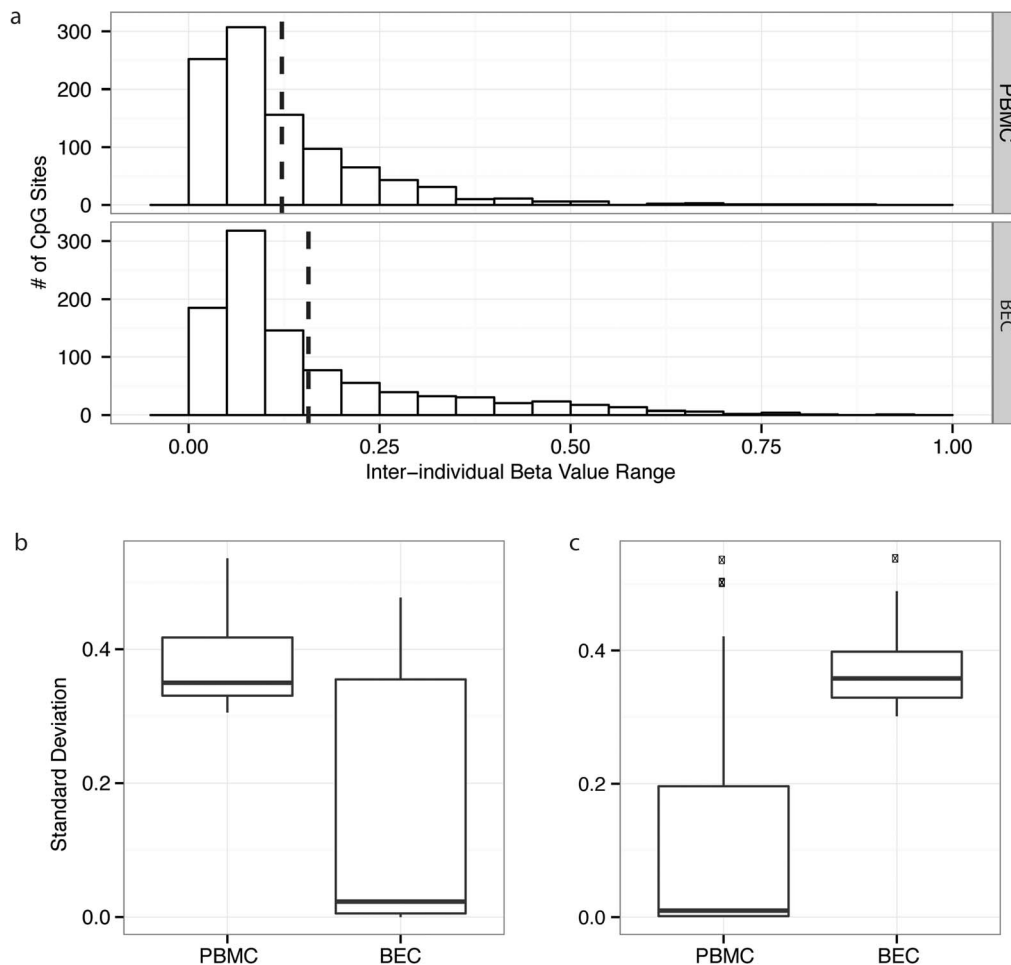 a
300
200
100
0
PBMC
# of CpG Sites
300
200
100
0
BEC
0.00 0.25 0.50 0.75 1.00
Inter-individual Beta Value Range
b
c
0.4
0.2
0.0
Standard Deviation
PBMC BEC
0.4
0.2
0.0
PBMC BEC